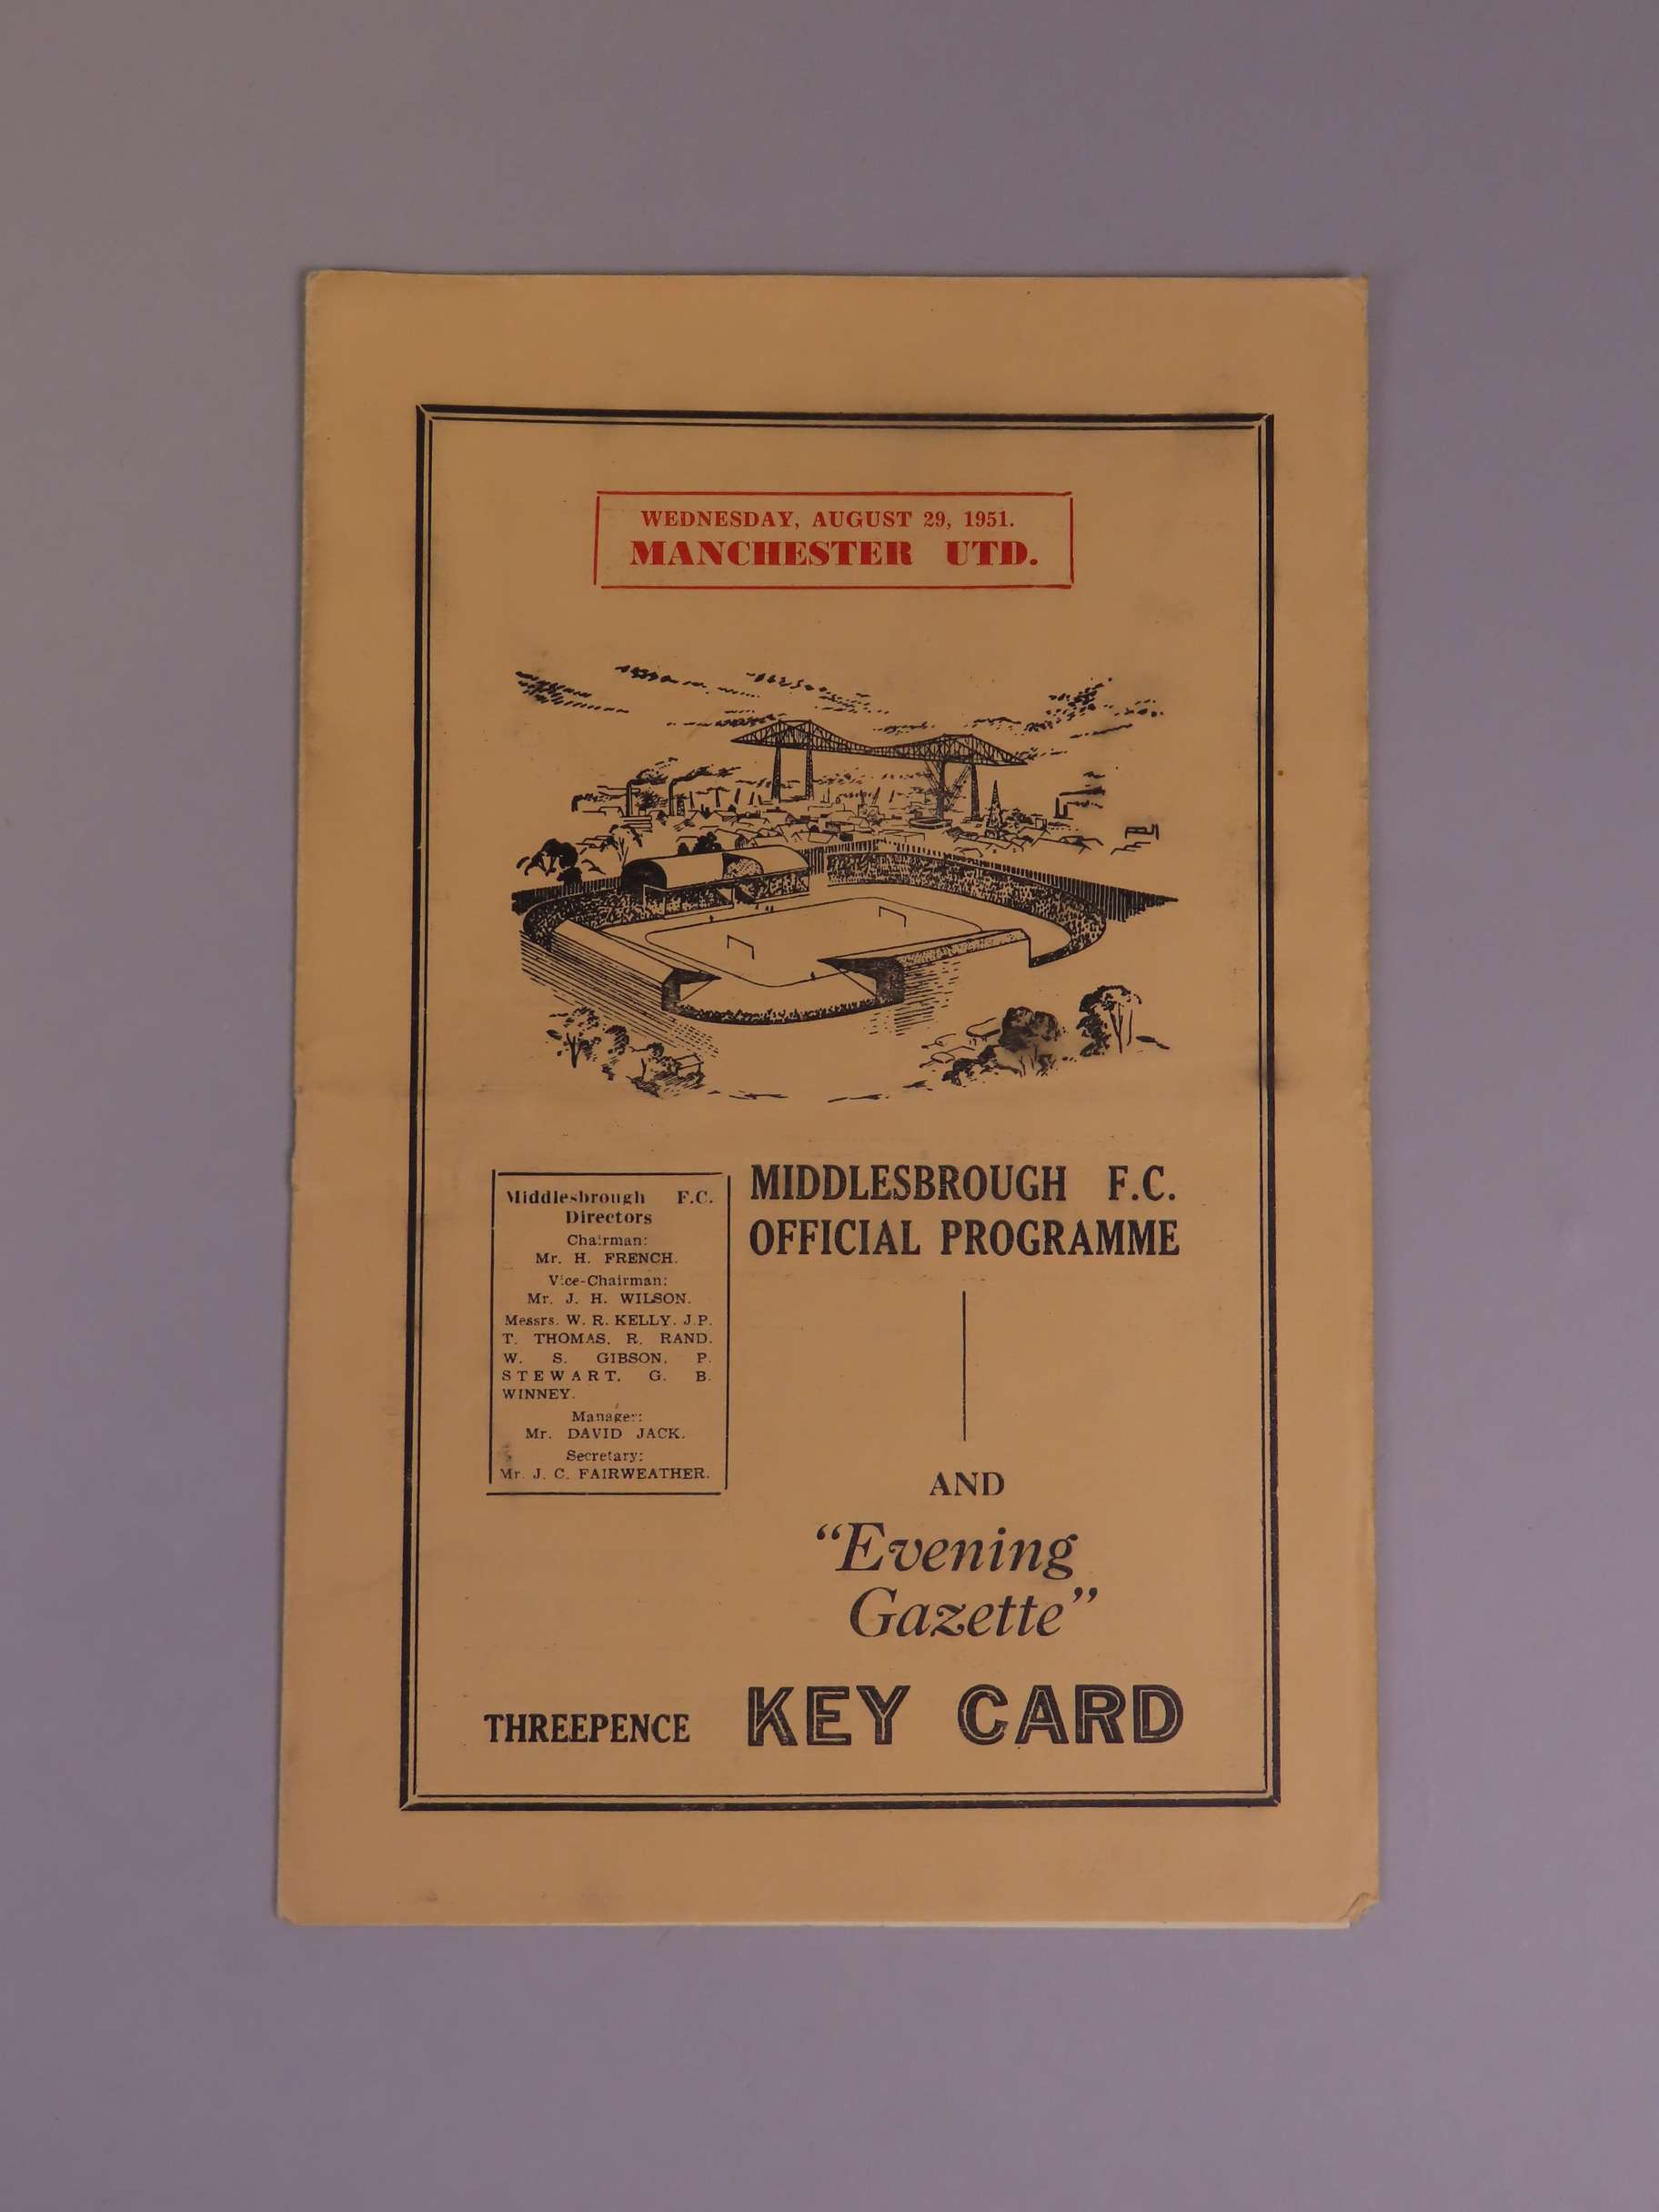 WEDNESDAY, AUGUST 29, 1951.
MANCHESTER UTD.
Middlesbrough F.C.
Directors
Chairman:
Mr. H. FRENCH.
Vice-Chairman:
Mr. J. H. WILSON.
Messrs. W. R. KELLY. J.P.
T. THOMAS. R. RAND.
W. S. GIBSON. P.
STEWART. G. B.
WINNEY.
Manager:
Mr. DAVID JACK.
Secretary:
Mr. J. C. FAIRWEATHER.
MIDDLESBROUGH F.C.
OFFICIAL PROGRAMME
AND
"Evening
Gazette"
THREEPENCE
KEY CARD